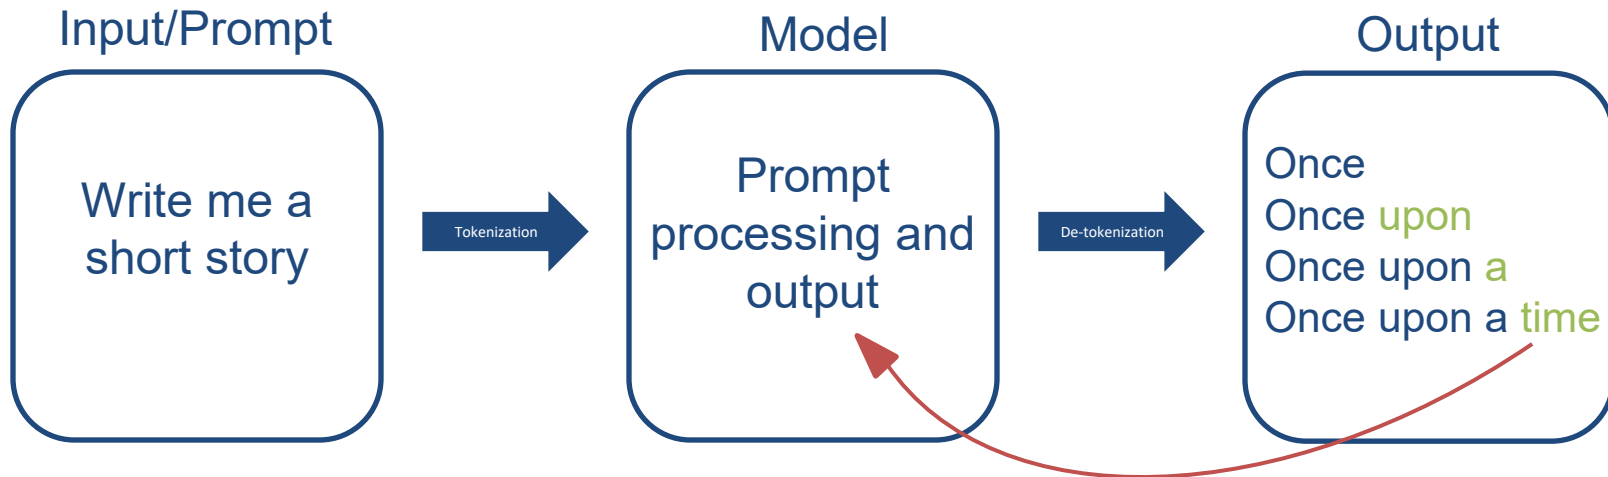 Input/Prompt
Model
Output
Write me a
short story
Tokenization
Prompt
processing and
output
De-tokenization
Once
Once upon
Once upon a
Once upon a time